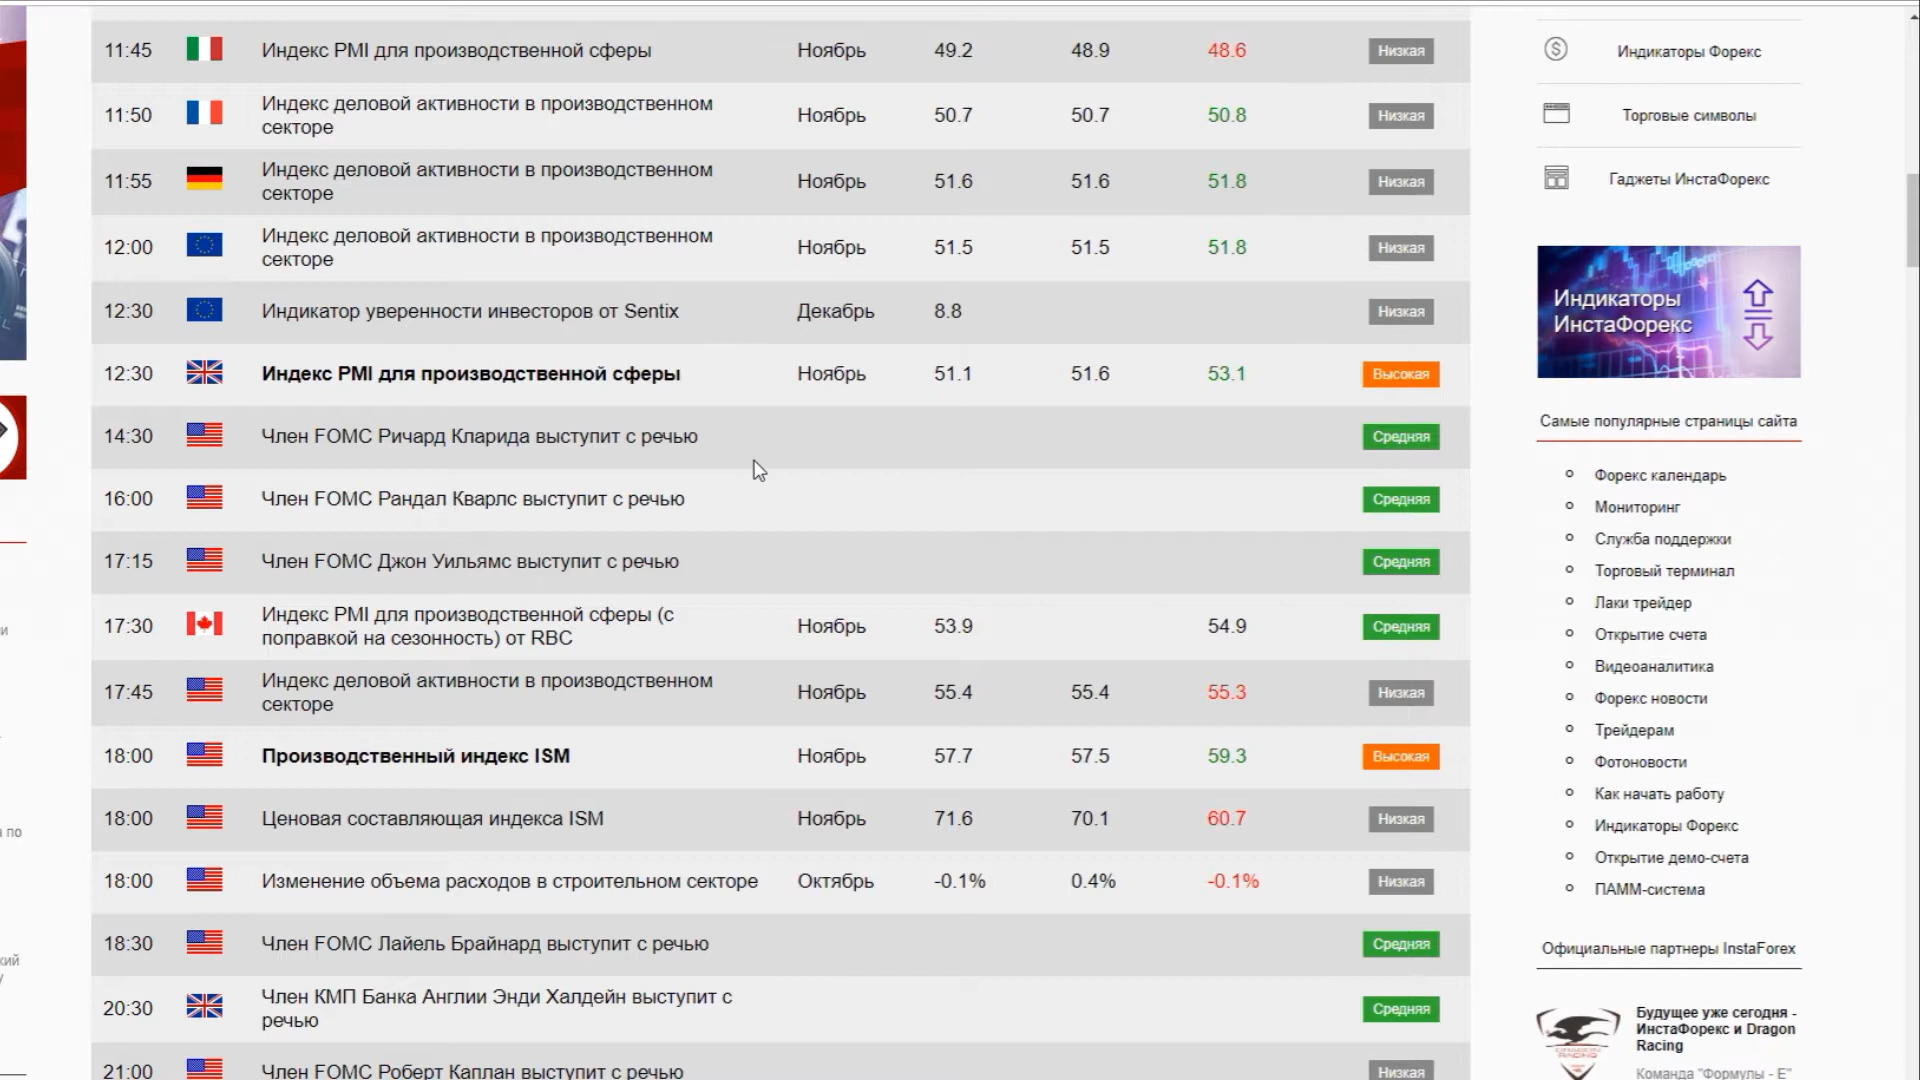 11:45 Индекс PMI для производственной сферы Ноябрь 49.2 48.9 48.6 Низкая
11:50 Индекс деловой активности в производственном
секторе Ноябрь 50.7 50.7 50.8 Низкая
11:55 Индекс деловой активности в производственном
секторе Ноябрь 51.6 51.6 51.8 Низкая
12:00 Индекс деловой активности в производственном
секторе Ноябрь 51.5 51.5 51.8 Низкая
12:30 Индикатор уверенности инвесторов от Sentix Декабрь 8.8 Низкая
12:30 Индекс PMI для производственной сферы Ноябрь 51.1 51.6 53.1 Высокая
14:30 Член FOMC Ричард Кларида выступит с речью Средняя
16:00 Член FOMC Рандал Кварлс выступит с речью Средняя
17:15 Член FOMC Джон Уильямс выступит с речью Средняя
17:30 Индекс PMI для производственной сферы (с
поправкой на сезонность) от RBC Ноябрь 53.9 54.9 Средняя
17:45 Индекс деловой активности в производственном
секторе Ноябрь 55.4 55.4 55.3 Низкая
18:00 Производственный индекс ISM Ноябрь 57.7 57.5 59.3 Высокая
18:00 Ценовая составляющая индекса ISM Ноябрь 71.6 70.1 60.7 Низкая
18:00 Изменение объема расходов в строительном секторе Октябрь -0.1% 0.4% -0.1% Низкая
18:30 Член FOMC Лайель Брайнард выступит с речью Средняя
20:30 Член КМП Банка Англии Энди Халдейн выступит с
речью Средняя
21:00 Член FOMC Роберт Каплан выступит с речью Низкая
Индикаторы Форекс
Торговые символы
Гаджеты ИнстаФорекс
Индикаторы
ИнстаФорекс
Самые популярные страницы сайта
Форекс календарь
Мониторинг
Служба поддержки
Торговый терминал
Лаки трейдер
Открытие счета
Видеоаналитика
Форекс новости
Трейдерам
Фотоновости
Как начать работу
Индикаторы Форекс
Открытие демо-счета
ПАММ-система
Официальные партнеры InstaForex
Будущее уже сегодня -
ИнстаФорекс и Dragon
Racing
Команда "Формулы - Е"